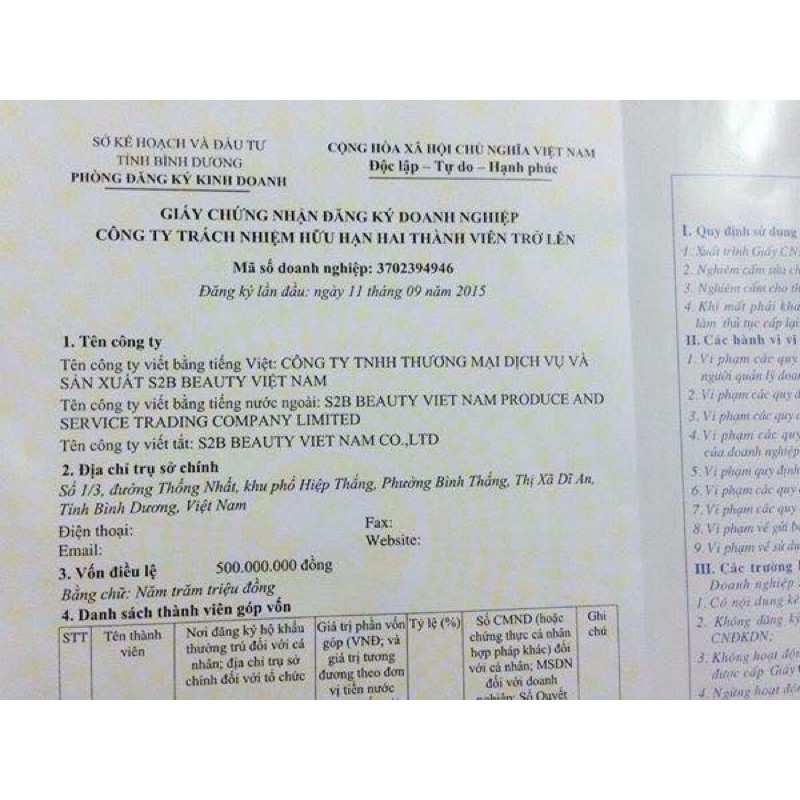 SỞ KẾ HOẠCH VÀ ĐẦU TƯ
TỈNH BÌNH DƯƠNG
PHÒNG ĐĂNG KÝ KINH DOANH
CỘNG HÒA XÃ HỘI CHỦ NGHĨA VIỆT NAM
Độc lập – Tự do – Hạnh phúc
GIẤY CHỨNG NHẬN ĐĂNG KÝ DOANH NGHIỆP
CÔNG TY TRÁCH NHIỆM HỮU HẠN HAI THÀNH VIÊN TRỞ LÊN
Mã số doanh nghiệp: 3702394946
Đăng ký lần đầu: ngày 11 tháng 09 năm 2015
1. Tên công ty
Tên công ty viết bằng tiếng Việt: CÔNG TY TNHH THƯƠNG MẠI DỊCH VỤ VÀ
SẢN XUẤT S2B BEAUTY VIỆT NAM
Tên công ty viết bằng tiếng nước ngoài: S2B BEAUTY VIET NAM PRODUCE AND
SERVICE TRADING COMPANY LIMITED
Tên công ty viết tắt: S2B BEAUTY VIET NAM CO.,LTD
2. Địa chỉ trụ sở chính
Số 1/3, đường Thống Nhất, khu phố Hiệp Thắng, Phường Bình Thắng, Thị Xã Dĩ An,
Tỉnh Bình Dương, Việt Nam
Điện thoại:
Fax:
Email:
Website:
3. Vốn điều lệ
500.000.000 đồng
Bằng chữ: Năm trăm triệu đồng
4. Danh sách thành viên góp vốn
STT
Tên thành
viên
Nơi đăng ký hộ khẩu
thường trú đối với cá
nhân; địa chỉ trụ sở
chính đối với tổ chức
Giá trị phần vốn
góp (VNĐ; và
giá trị tương
đương theo đơn
vị tiền nước
Tỷ lệ (%)
Số CMND (hoặc
chứng thực cá nhân
hợp pháp khác) đối
với cá nhân; MSDN
đối với doanh
nghiệp; Số Quyết
Ghi
chú
I. Quy định sử dụng
1. Xuất trình Giấy CN
2. Nghiêm cấm sửa ch
3. Nghiêm cấm cho th
4. Khi mất phải kha
làm thủ tục cấp lại
II. Các hành vi vi
1. Vi phạm các quy
người quản lý doan
2. Vi phạm các quy đ
3. Vi phạm các quy đ
4. Vi phạm các quy
của doanh nghiệp
5. Vi phạm quy định
6. Vi phạm các quy
7. Vi phạm các quy
8. Vi phạm về gửi b
9. Vi phạm về sử dụ
III. Các trường h
Doanh nghiệp
1. Có nội dung kê
2. Không đăng ký
CNĐKDN;
3. Không hoạt độn
được cấp Giấy
4. Ngừng hoạt độn